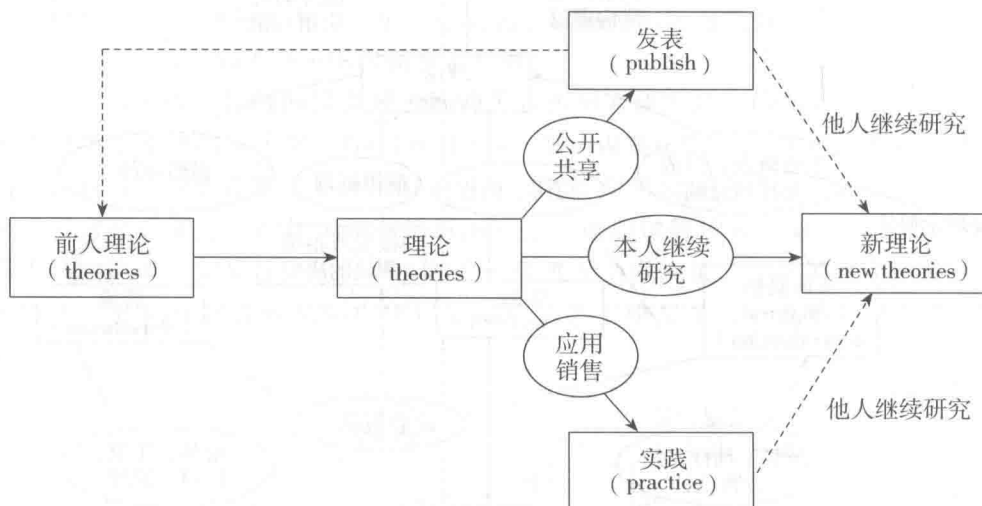 发表
( publish )
他人继续研究
公开
共享
前人理论
( theories )
理论
( theories )
本人继续
研究
新理论
( new theories )
应用
销售
他人继续研究
实践
( practice )